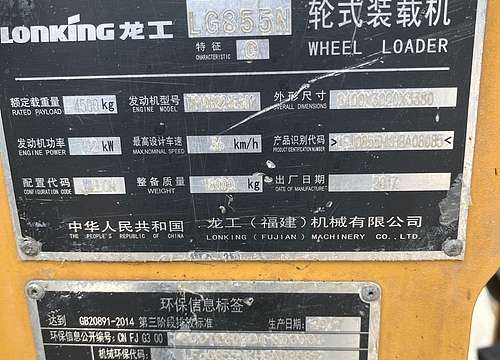 LONKING 龙工 LG855N 轮式装载机
特征 C
CHARACTERISTIC
WHEEL LOADER
额定载重量 4500 kg 发动机型号 外形尺寸
RATED PAYLOAD ENGINE MODEL OVERALL DIMENSIONS
发动机功率 kW 最高设计车速 km/h 产品识别代码
ENGINE POWER MAX.NOMINAL SPEED PRODUCT IDENTIFICATION NUMBER
配置代码 整备质量 kg 出厂日期 2017
CONFIGURATION CODE WEIGHT DATE OF MANUFACTURE
中华人民共和国 龙工（福建）机械有限公司
THE PEOPLE'S REPUBLIC OF CHINA LONKING (FUJIAN) MACHINERY CO., LTD.
环保信息标签
达到 GB20891-2014 第三阶段排放标准 生产日期:
环保信息公开编号: CN FJ G3 00
机械环保代码: